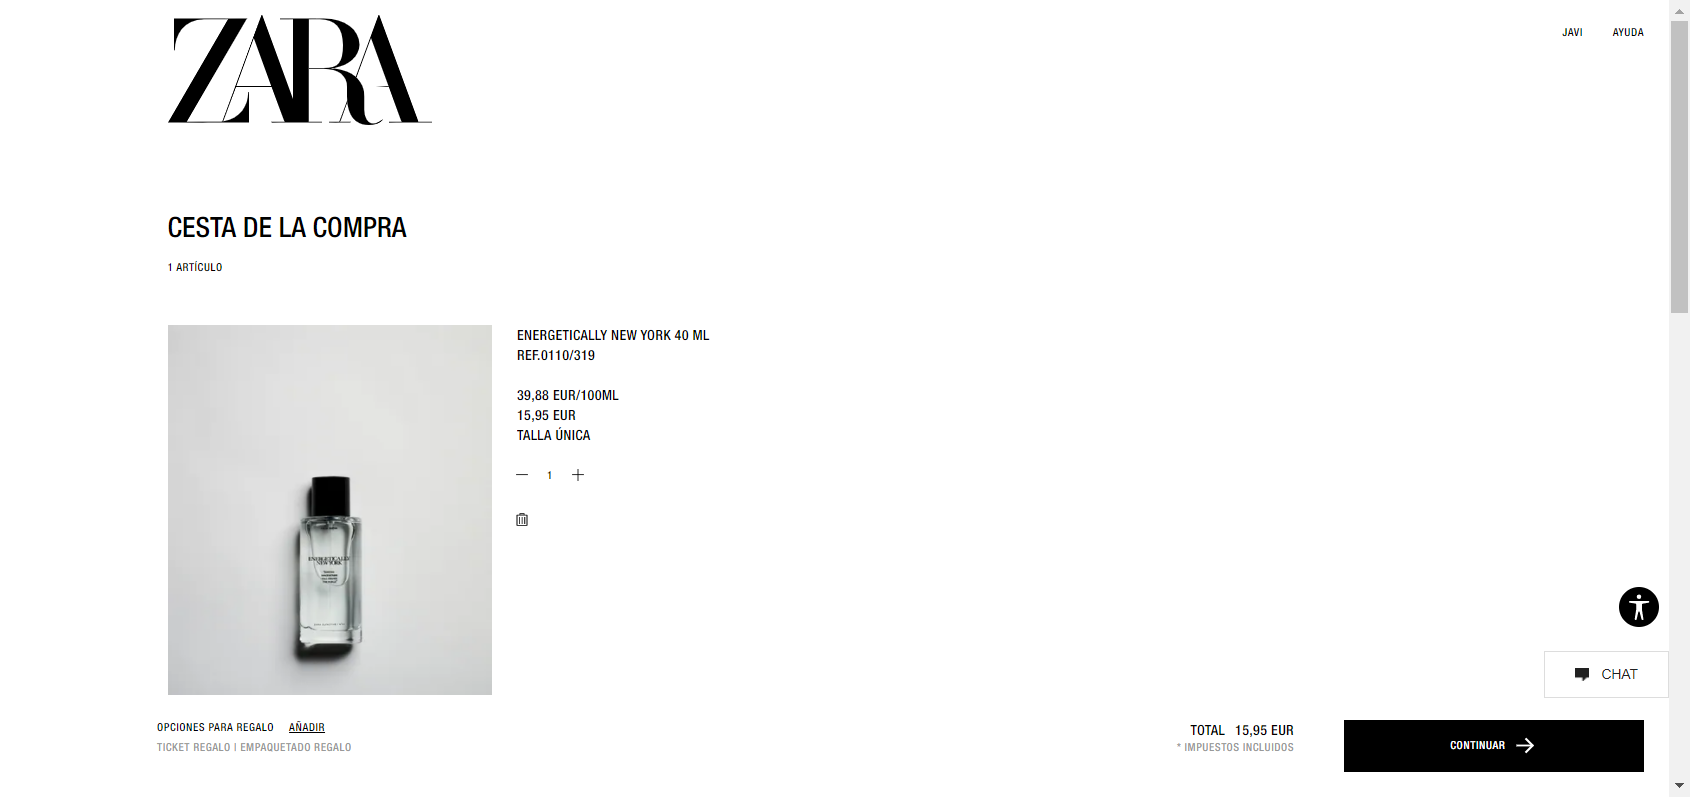 ZARA
JAVI
AYUDA
CESTA DE LA COMPRA
1 ARTÍCULO
ENERGETICALLY NEW YORK 40 ML
REF.0110/319
39,88 EUR/100ML
15,95 EUR
TALLA ÚNICA
1
ENERGETICALLY
NEW YORK
CHAT
OPCIONES PARA REGALO AÑADIR
TICKET REGALO | EMPAQUETADO REGALO
TOTAL 15,95 EUR
* IMPUESTOS INCLUIDOS
CONTINUAR